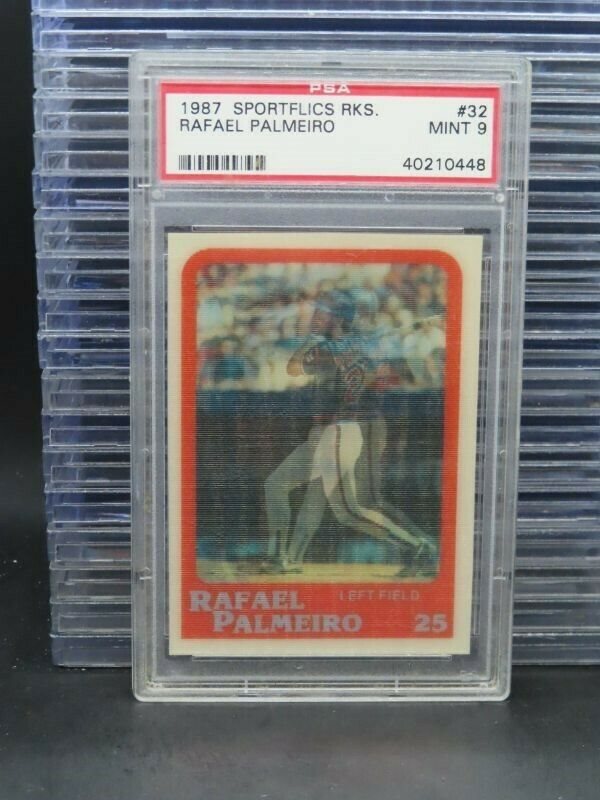 PSA
1987 SPORTFLICS RKS. #32
RAFAEL PALMEIRO MINT 9
40210448
RAFAEL LEFT FIELD
PALMEIRO 25